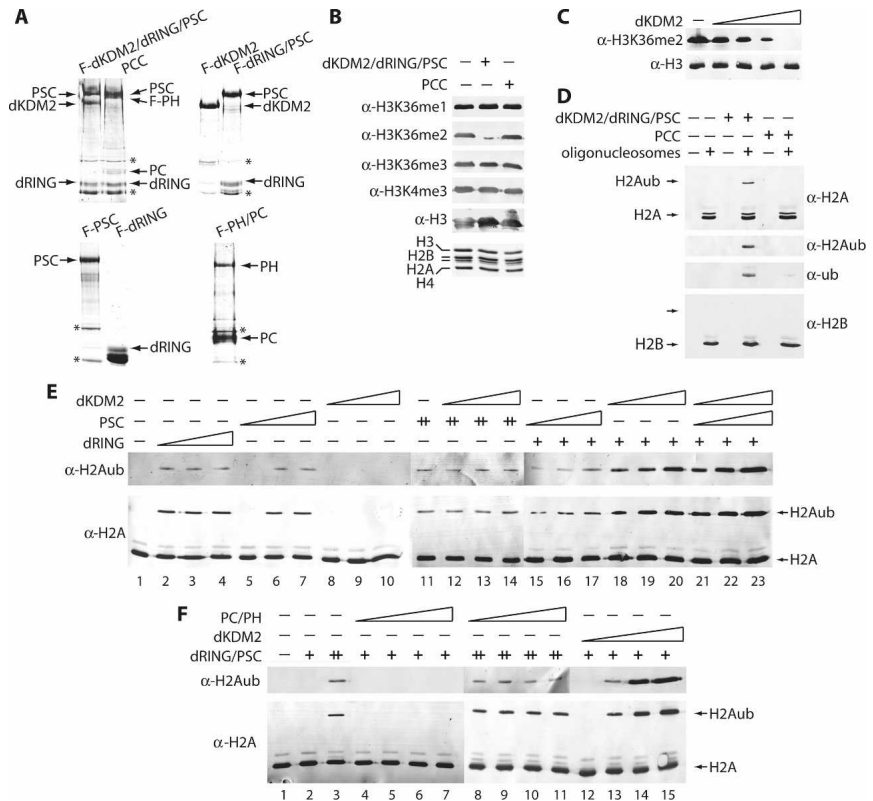 A
F-dKDM2/dRING/PSC
PCC
PSC
dKDM2
PSC
F-PH
PC
dRING
dRING
*
*
F-dKDM2
F-dRING/PSC
PSC
dKDM2
dRING
*
*
F-PSC
F-dRING
PSC
dRING
*
*
F-PH/PC
PH
PC
*
*
B
dKDM2/dRING/PSC – + –
PCC – – +
α-H3K36me1
α-H3K36me2
α-H3K36me3
α-H3K4me3
α-H3
H3
H2B
H2A
H4
C
dKDM2 –
α-H3K36me2
α-H3
D
dKDM2/dRING/PSC – – + + – –
PCC – – – – + +
oligonucleosomes – + – + – +
H2Aub
H2A
α-H2A
α-H2Aub
α-ub
H2B
α-H2B
E
dKDM2 – – – – – – – – – – –
PSC – – – – – – – ++ ++ ++ ++ – – –
dRING – – – – – – – – – – + + + + + + + + +
α-H2Aub
α-H2A
H2Aub
H2A
1 2 3 4 5 6 7 8 9 10 11 12 13 14 15 16 17 18 19 20 21 22 23
F
PC/PH – – – – – – –
dKDM2 – – – – – – – – – – –
dRING/PSC – + ++ + + + + ++ ++ ++ ++ + + + +
α-H2Aub
α-H2A
H2Aub
H2A
1 2 3 4 5 6 7 8 9 10 11 12 13 14 15